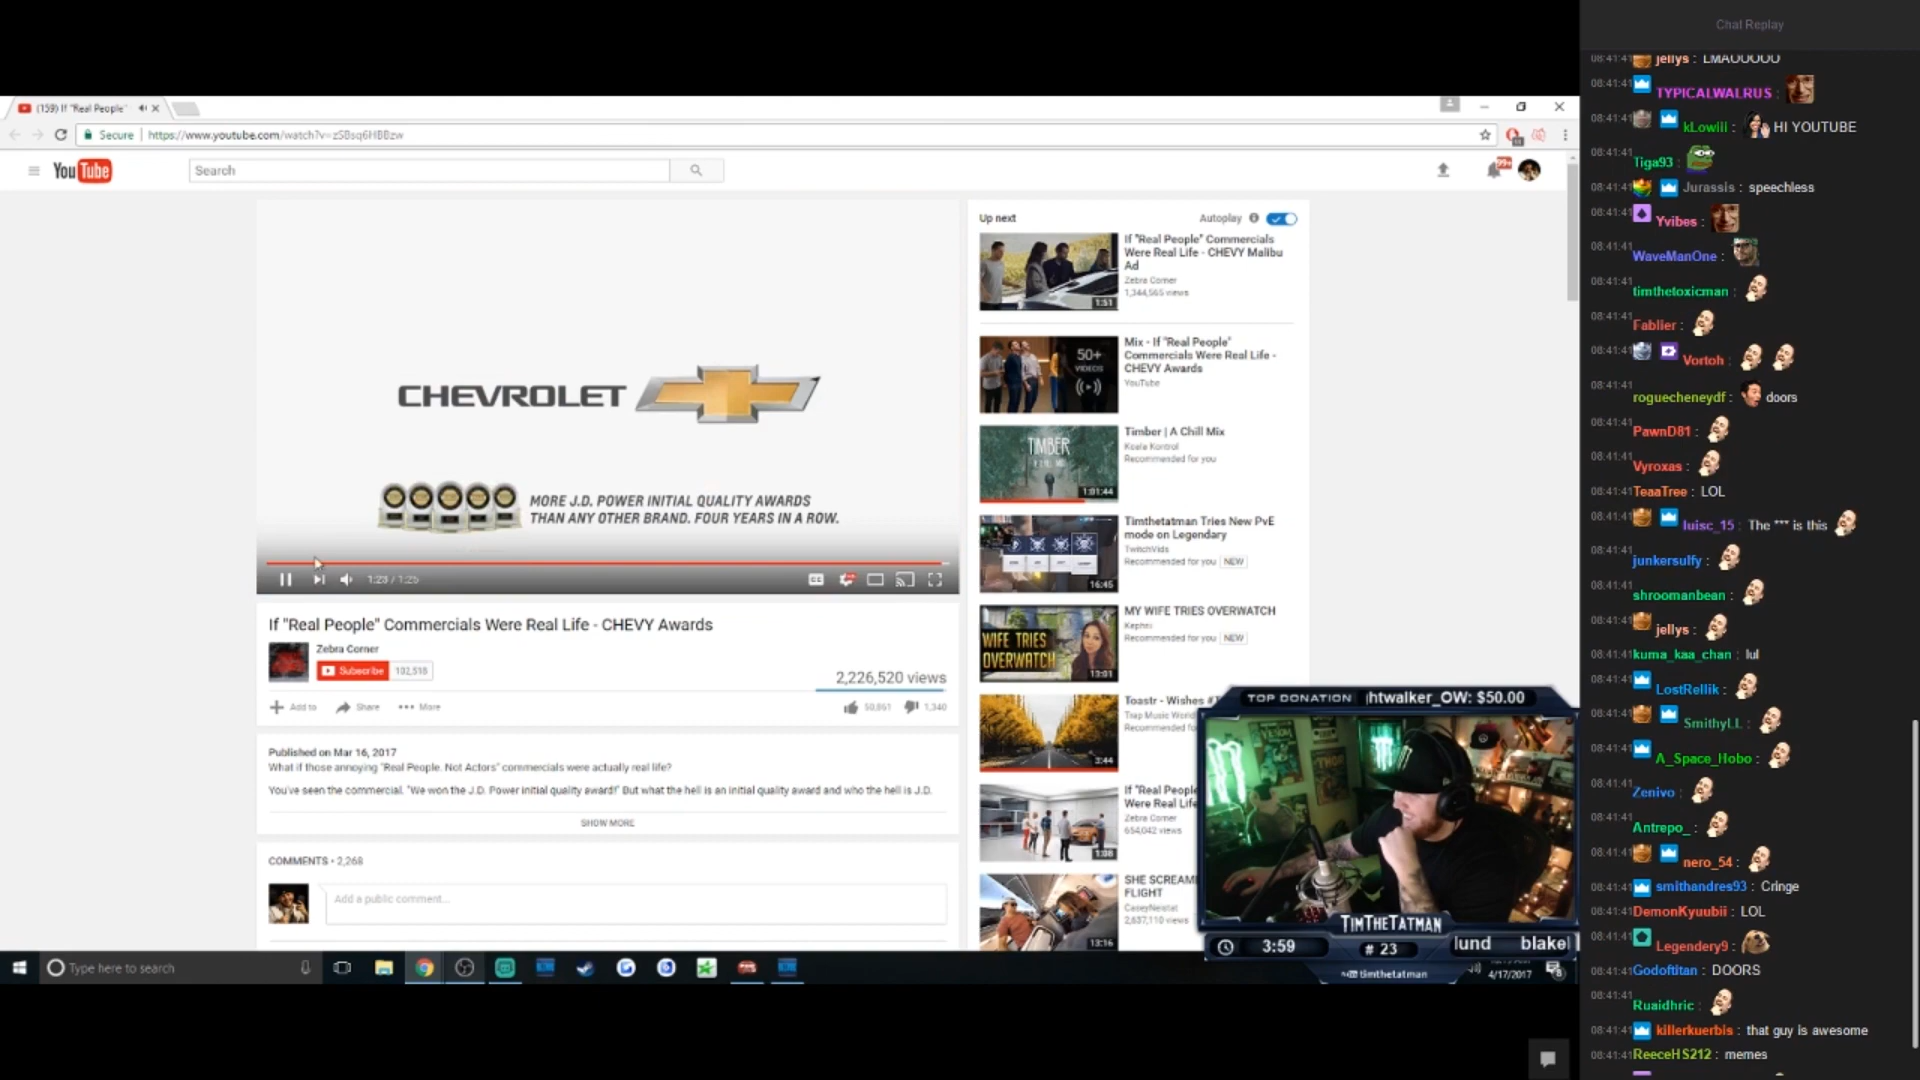 Chat Replay
(159) If "Real People"
Secure
https://www.youtube.com/watch?v=zSBsq6HBBzw
YouTube
Search
99+
CHEVROLET
MORE J.D. POWER INITIAL QUALITY AWARDS
THAN ANY OTHER BRAND. FOUR YEARS IN A ROW.
1:23 / 1:25
If "Real People" Commercials Were Real Life - CHEVY Awards
Zebra Corner
Subscribe 102,518
2,226,520 views
Add to Share More
1,340
Published on Mar 16, 2017
What if those annoying "Real People. Not Actors" commercials were actually real life?
You've seen the commercial. "We won the J.D. Power initial quality award!" But what the hell is an initial quality award and who the hell is J.D.
SHOW MORE
COMMENTS • 2,268
Add a public comment...
Up next
Autoplay
If "Real People" Commercials
Were Real Life - CHEVY Malibu
Ad
Zebra Corner
1,344,565 views
1:51
Mix - If "Real People"
Commercials Were Real Life -
CHEVY Awards
YouTube
50+
VIDEOS
Timber | A Chill Mix
Koala Kontrol
Recommended for you
TIMBER
1:01:44
Timthetatman Tries New PvE
mode on Legendary
TwitchVids
Recommended for you NEW
16:45
MY WIFE TRIES OVERWATCH
Kephrii
Recommended for you NEW
WIFE TRIES
OVERWATCH
13:01
Toastr - Wishes
Trap Music World
Recommended fo
3:44
If "Real People
Were Real Life
Zebra Corner
654,042 views
1:08
SHE SCREAM
FLIGHT
CaseyNeistat
2,637,110 views
13:16
TOP DONATION
htwalker_OW: $50.00
TIMTHETATMAN
3:59
# 23
lund blake
timthetatman
Type here to search
4/17/2017
08:41:41 jellys : LMAOOOOO
08:41:41 TYPICALWALRUS :
08:41:41 kLowIII : HI YOUTUBE
08:41:41 Tiga93 :
08:41:41 Jurassis : speechless
08:41:41 Yvibes :
08:41:41 WaveManOne :
08:41:41 timthetoxicman :
08:41:41 Fablier :
08:41:41 Vortoh :
08:41:41 roguecheneydf : doors
08:41:41 PawnD81 :
08:41:41 Vyroxas :
08:41:41 TeaaTree : LOL
08:41:41 luisc_15 : The *** is this
08:41:41 junkersulfy :
08:41:41 shroomanbean :
08:41:41 jellys :
08:41:41 kuma_kaa_chan : lul
08:41:41 LostRellik :
08:41:41 SmithyLL :
08:41:41 A_Space_Hobo :
08:41:41 Zenivo :
08:41:41 Antrepo_ :
08:41:41 nero_54 :
08:41:41 smithandres93 : Cringe
08:41:41 DemonKyuubii : LOL
08:41:41 Legendery9 :
08:41:41 Godoftitan : DOORS
08:41:41 Ruaidhric :
08:41:41 killerkuerbis : that guy is awesome
08:41:41 ReeceHS212 : memes